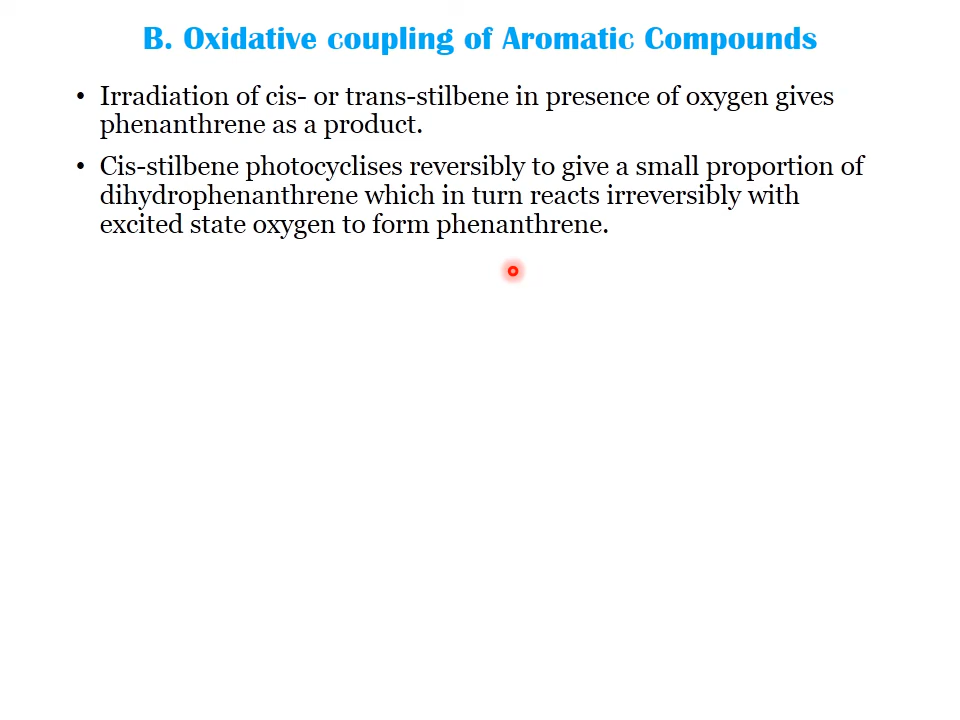 B. Oxidative coupling of Aromatic Compounds
• Irradiation of cis- or trans-stilbene in presence of oxygen gives
phenanthrene as a product.
• Cis-stilbene photocyclises reversibly to give a small proportion of
dihydrophenanthrene which in turn reacts irreversibly with
excited state oxygen to form phenanthrene.